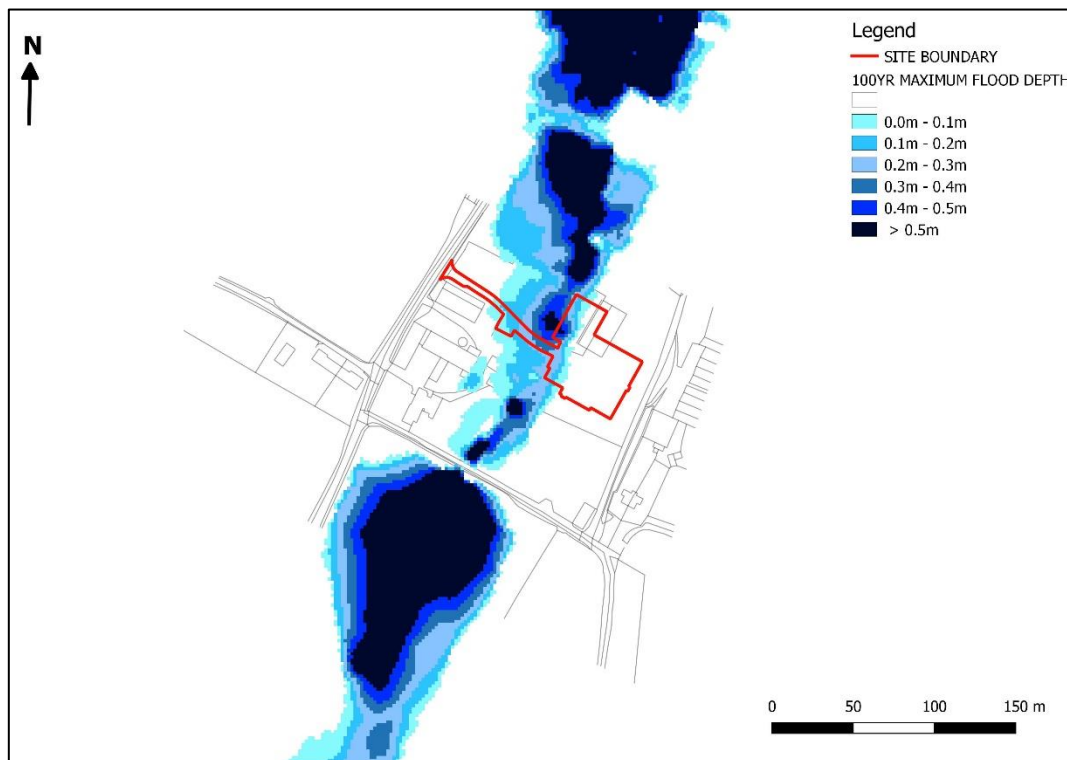 N
Legend
SITE BOUNDARY
100YR MAXIMUM FLOOD DEPTH
0.0m - 0.1m
0.1m - 0.2m
0.2m - 0.3m
0.3m - 0.4m
0.4m - 0.5m
> 0.5m
0 50 100 150 m